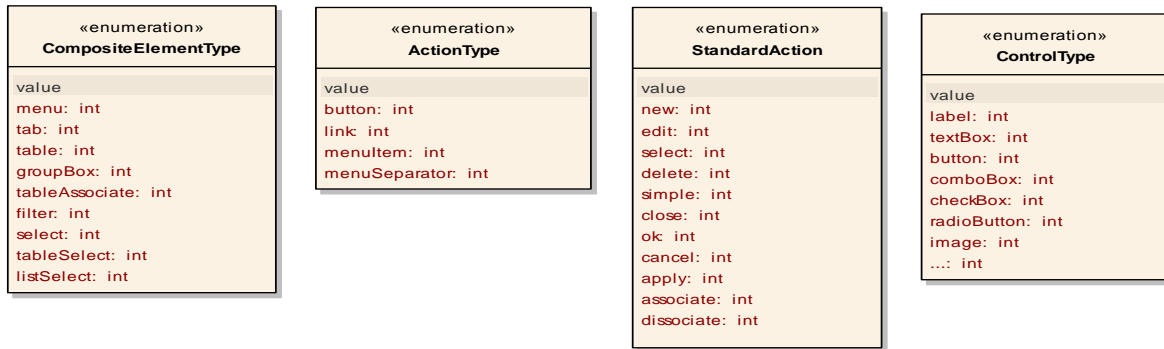 «enumeration»
CompositeElementType
value
menu: int
tab: int
table: int
groupBox: int
tableAssociate: int
filter: int
select: int
tableSelect: int
listSelect: int
«enumeration»
ActionType
value
button: int
link: int
menuItem: int
menuSeparator: int
«enumeration»
StandardAction
value
new: int
edit: int
select: int
delete: int
simple: int
close: int
ok: int
cancel: int
apply: int
associate: int
dissociate: int
«enumeration»
ControlType
value
label: int
textBox: int
button: int
comboBox: int
checkBox: int
radioButton: int
image: int
...: int